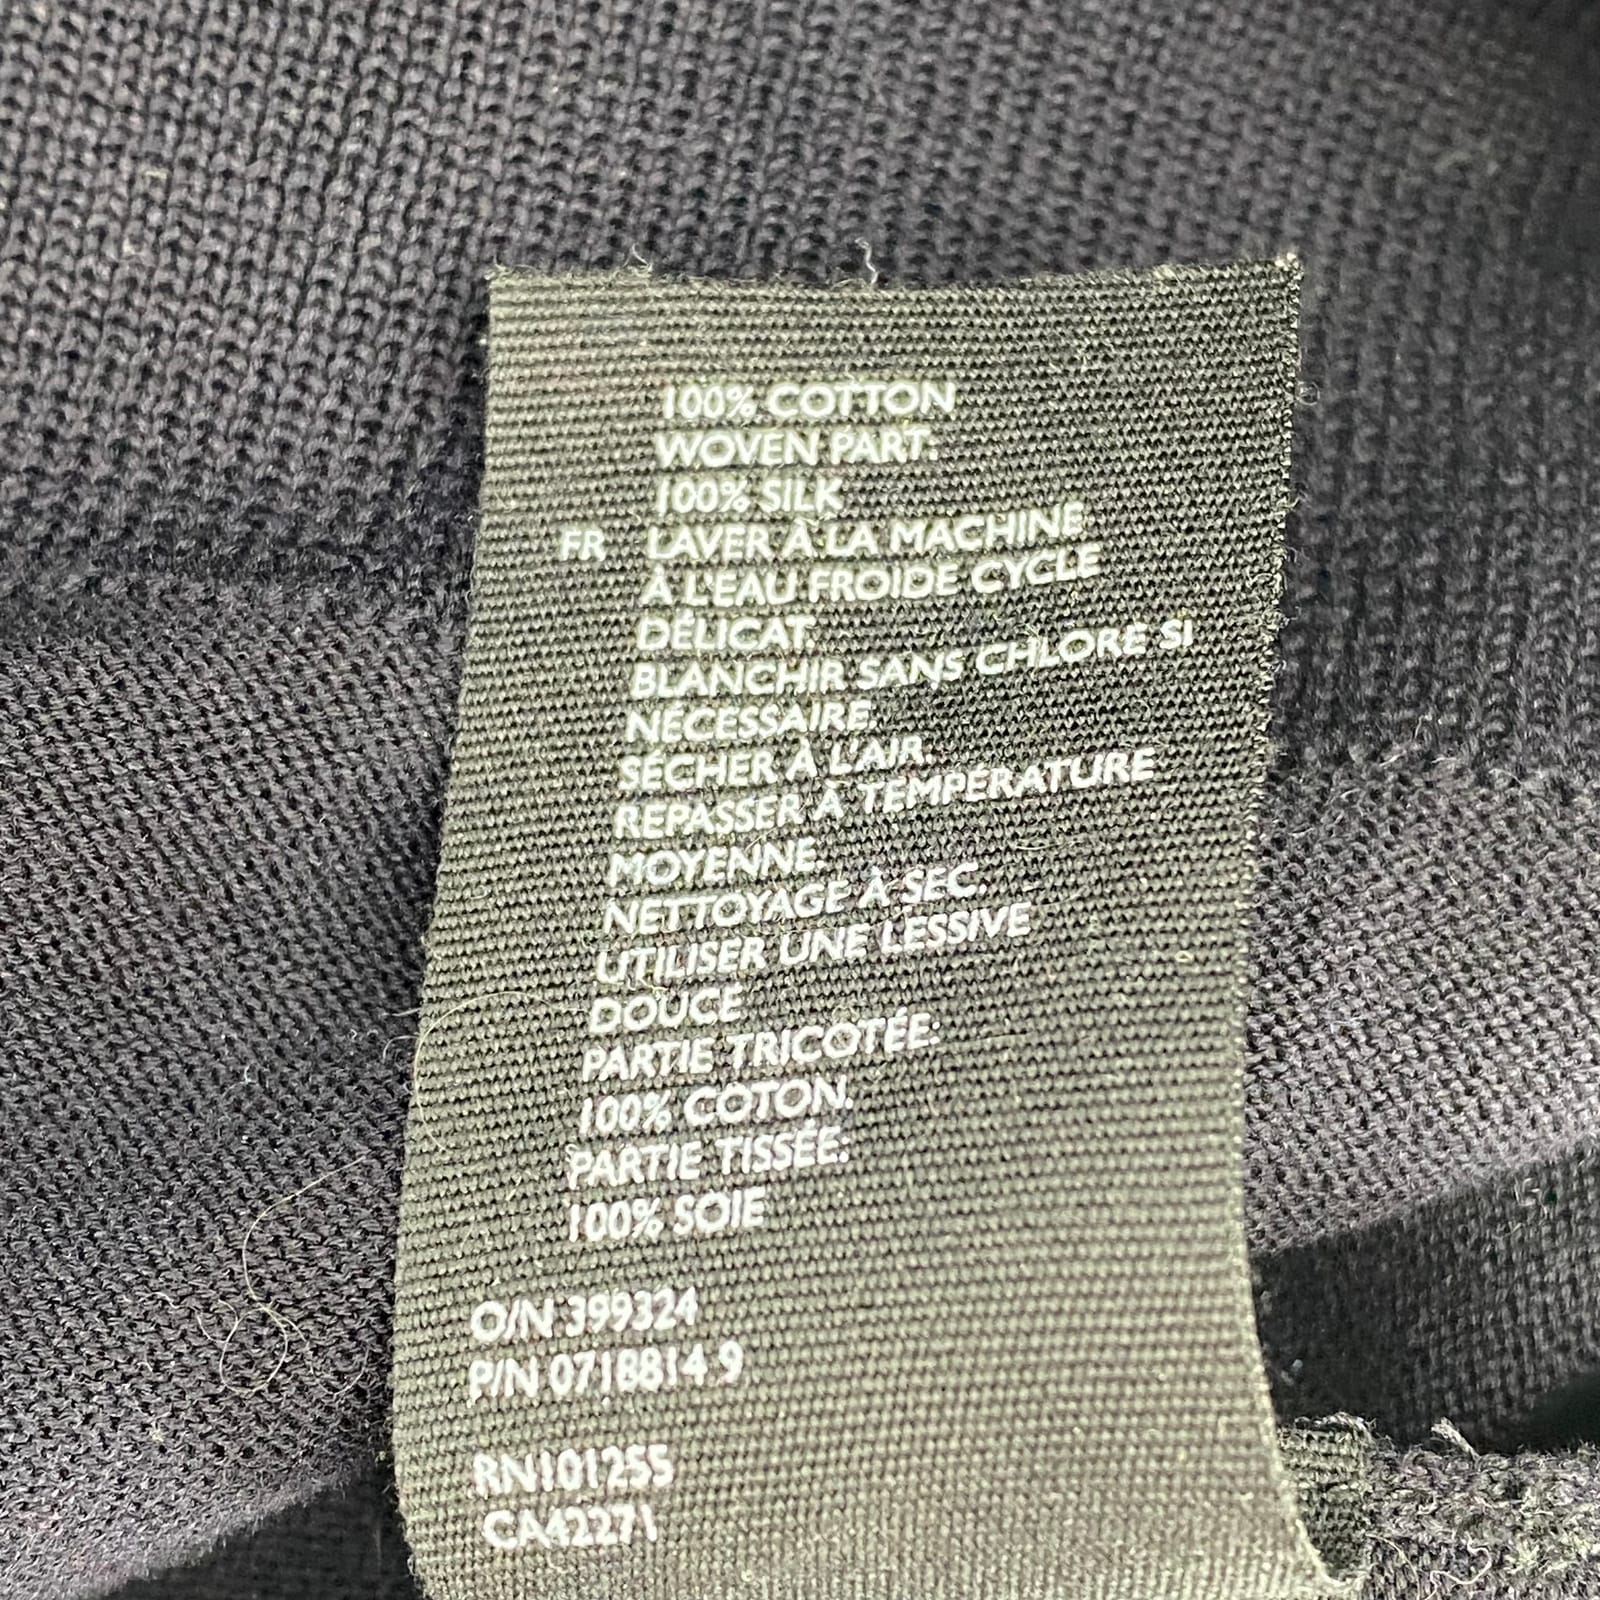 100% COTTON
WOVEN PART:
100% SILK
FR LAVER À LA MACHINE
À L'EAU FROIDE CYCLE
DÉLICAT.
BLANCHIR SANS CHLORE SI
NÉCESSAIRE.
SÉCHER À L'AIR.
REPASSER À TEMPÉRATURE
MOYENNE.
NETTOYAGE À SEC.
UTILISER UNE LESSIVE
DOUCE
PARTIE TRICOTÉE:
100% COTON.
PARTIE TISSÉE:
100% SOIE
O/N 399324
P/N 0718814 9
RN101255
CA42271